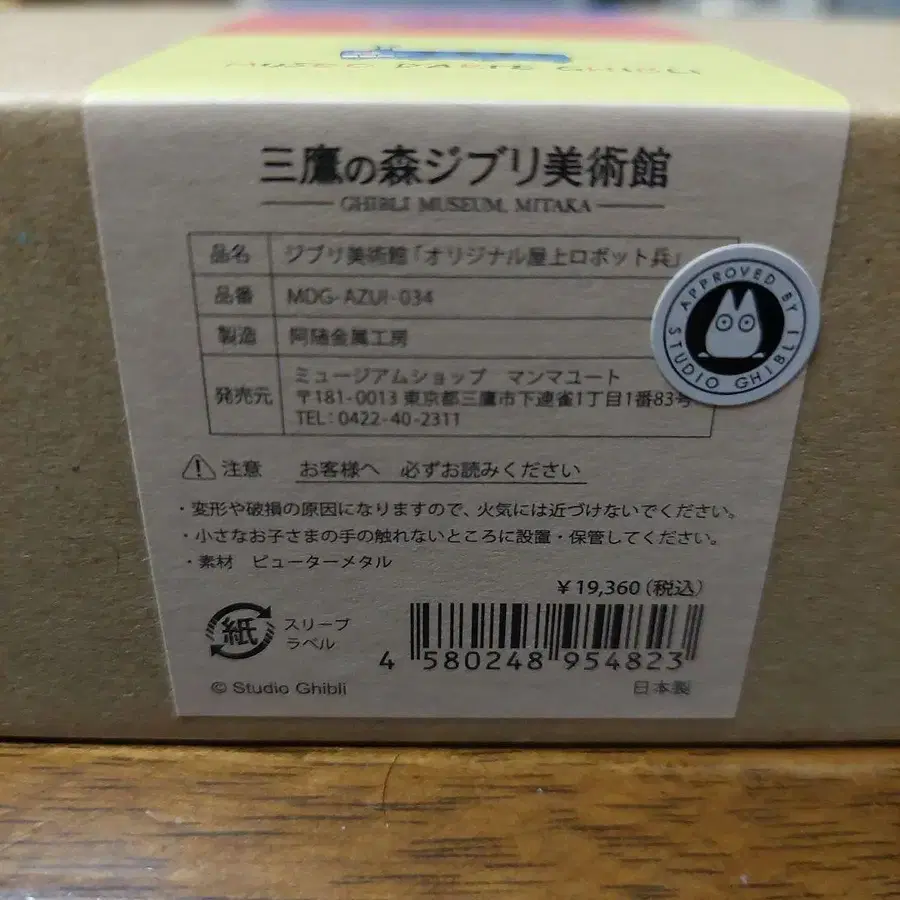 三鷹の森ジブリ美術館
GHIBLI MUSEUM, MITAKA
品名 ジブリ美術館「オリジナル屋上ロボット兵」
品番 MDG-AZUI-034
製造 阿陲金属工房
発売元 ミュージアムショップ マンマユート
〒181-0013 東京都三鷹市下連雀1丁目1番83号
TEL: 0422-40-2311
APPROVED BY STUDIO GHIBLI
注意 お客様へ 必ずお読みください
・変形や破損の原因になりますので、火気には近づけないでください。
・小さなお子さまの手の触れないところに設置・保管してください。
・素材 ピューターメタル
¥19,360(税込)
紙 スリーブ
ラベル
4 580248 954823
© Studio Ghibli
日本製